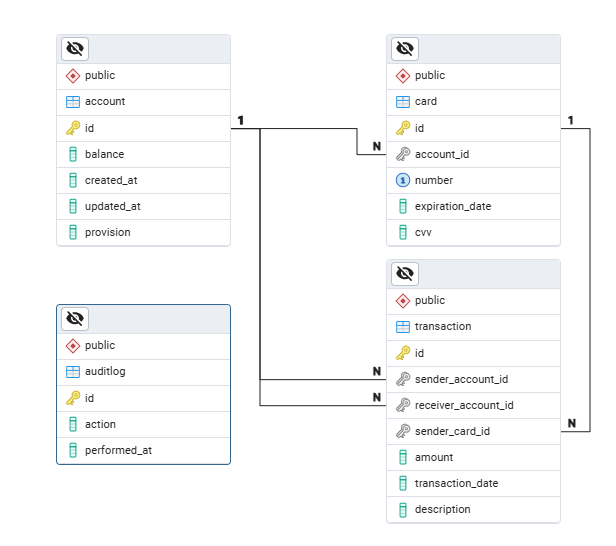 public
account
id
balance
created_at
updated_at
provision
1
public
card
id
account_id
number
expiration_date
cvv
1
N
1
public
transaction
id
sender_account_id
receiver_account_id
sender_card_id
amount
transaction_date
description
N
N
N
public
auditlog
id
action
performed_at